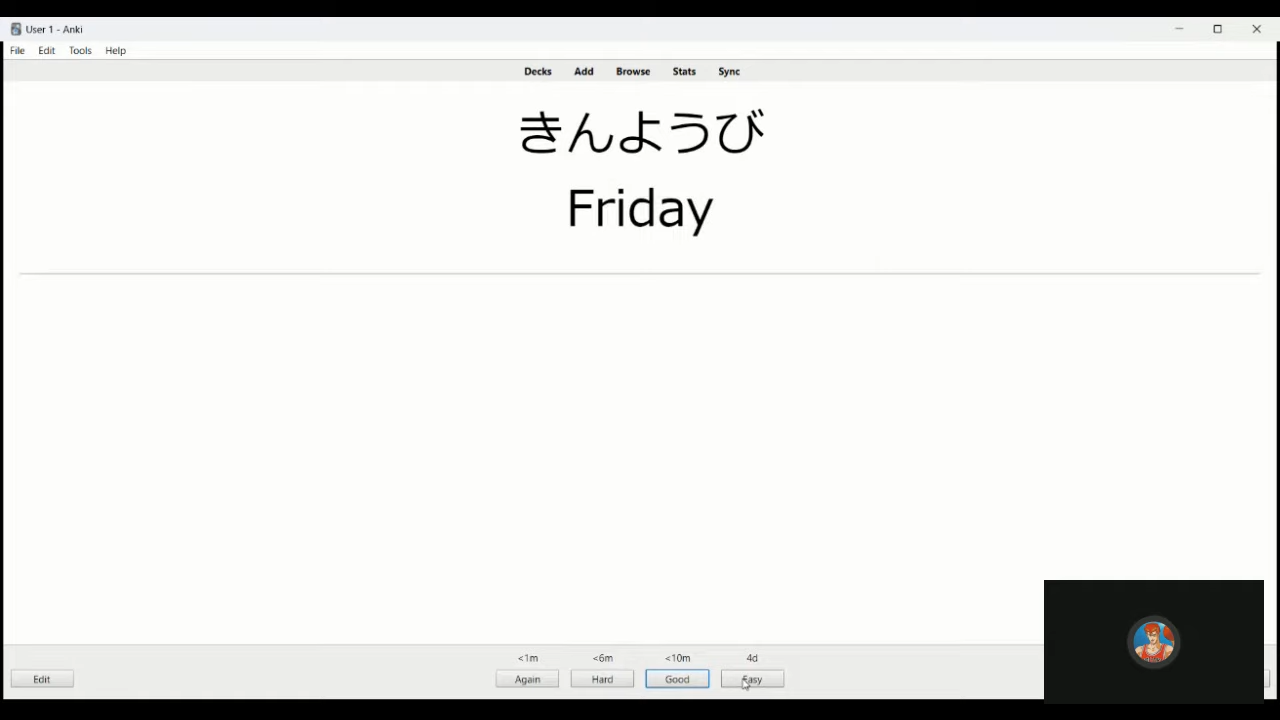 User 1 - Anki
File Edit Tools Help
Decks Add Browse Stats Sync
きんようび
Friday
<1m <6m <10m 4d
Edit Again Hard Good Easy